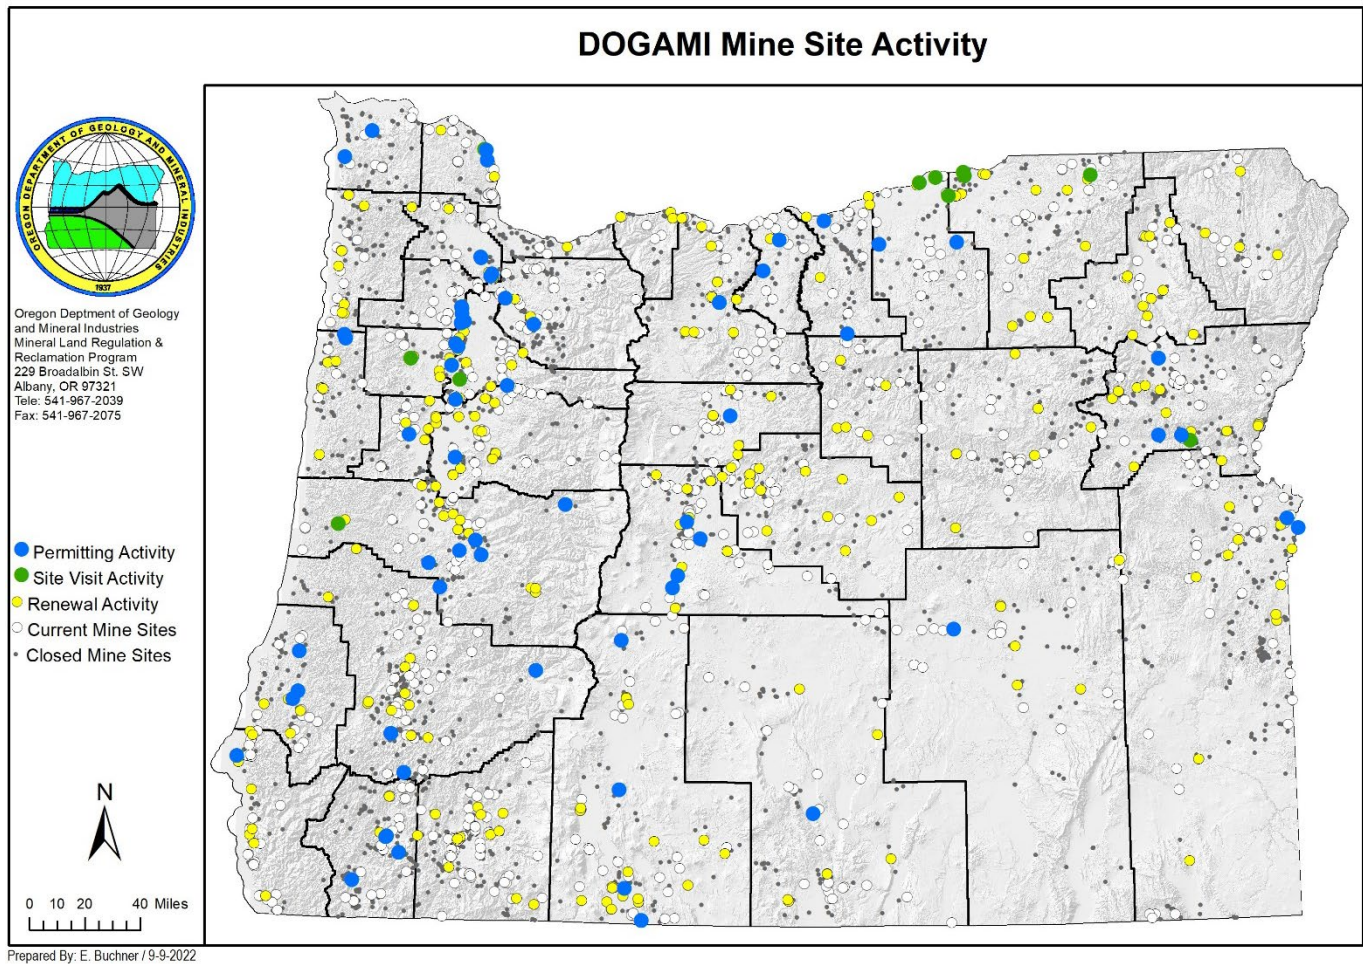 DOGAMI Mine Site Activity
OREGON DEPARTMENT OF GEOLOGY AND MINERAL INDUSTRIES
1937
Oregon Deptment of Geology
and Mineral Industries
Mineral Land Regulation &
Reclamation Program
229 Broadalbin St. SW
Albany, OR 97321
Tele: 541-967-2039
Fax: 541-967-2075
Permitting Activity
Site Visit Activity
Renewal Activity
Current Mine Sites
Closed Mine Sites
N
0 10 20 40 Miles
Prepared By: E. Buchner / 9-9-2022